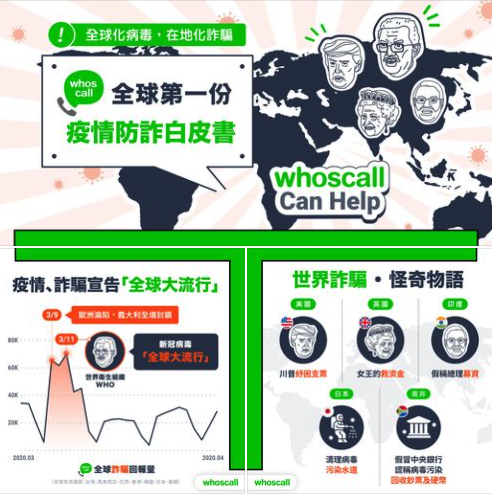 全球化病毒，在地化詐騙
whos
call
全球第一份
疫情防詐白皮書
whoscall
Can Help
疫情、詐騙宣告「全球大流行」
3/9
歐洲淪陷，義大利全境封鎖
3/11
新冠病毒
「全球大流行」
世界衛生組織
WHO
80K
60K
40K
20K
2020.03
2020.04
全球詐騙回報量
whoscall
世界詐騙・怪奇物語
美國
英國
印度
川普紓困支票
女王的救濟金
假稱總理募資
日本
南非
清理病毒
污染水道
假冒中央銀行
謊稱病毒污染
回收鈔票及硬幣
whoscall